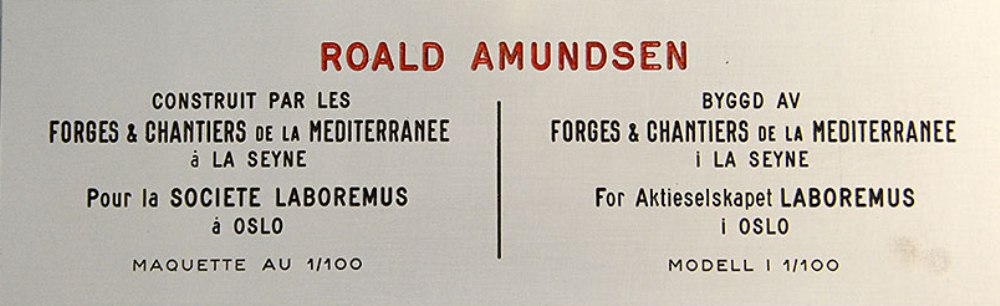 ROALD AMUNDSEN
CONSTRUIT PAR LES
FORGES & CHANTIERS DE LA MEDITERRANEE
à LA SEYNE
Pour la SOCIETE LABOREMUS
à OSLO
MAQUETTE AU 1/100
BYGGD AV
FORGES & CHANTIERS DE LA MEDITERRANEE
i LA SEYNE
For Aktieselskapet LABOREMUS
i OSLO
MODELL I 1/100